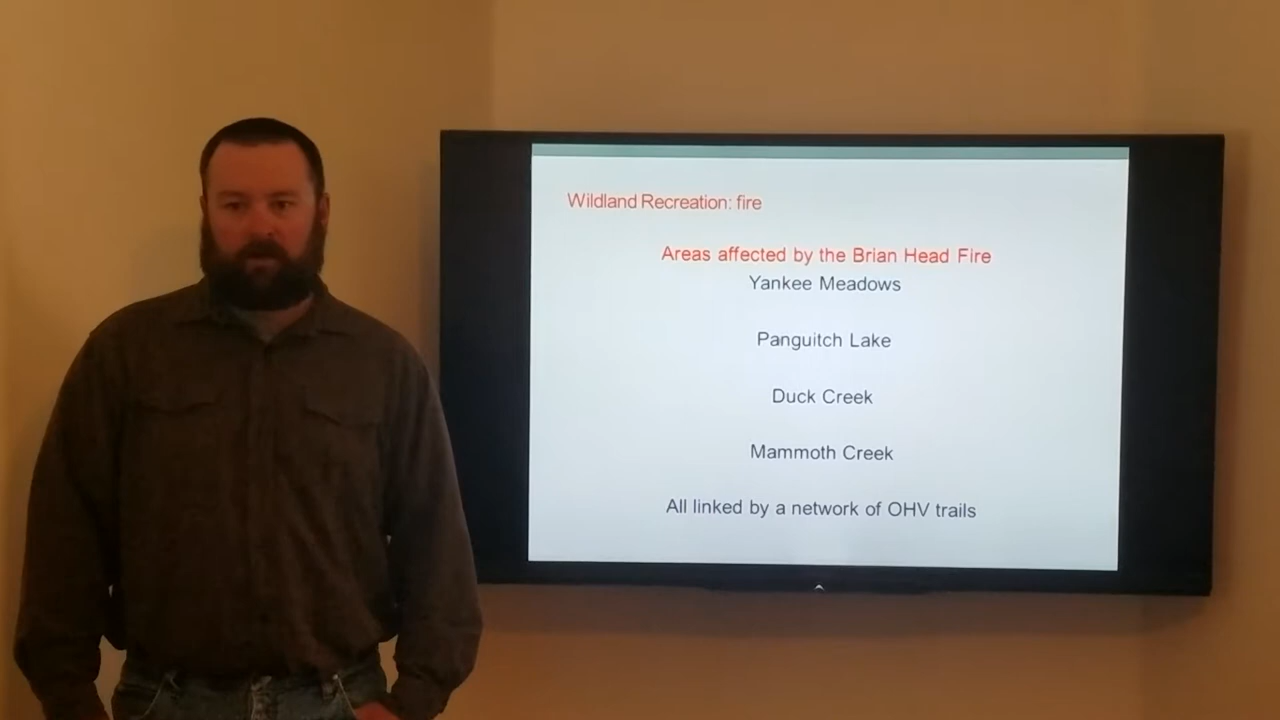 Wildland Recreation: fire
Areas affected by the Brian Head Fire
Yankee Meadows
Panguitch Lake
Duck Creek
Mammoth Creek
All linked by a network of OHV trails